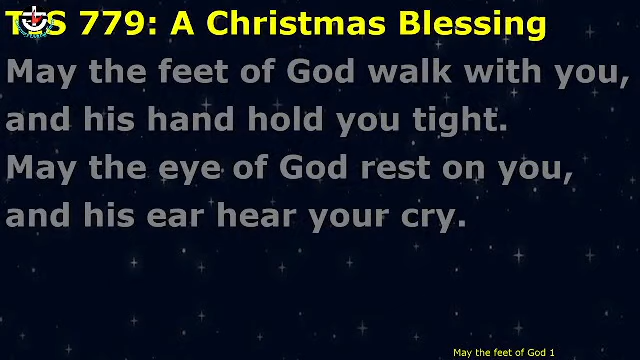 TiS 779: A Christmas Blessing
May the feet of God walk with you,
and his hand hold you tight.
May the eye of God rest on you,
and his ear hear your cry.
May the feet of God 1